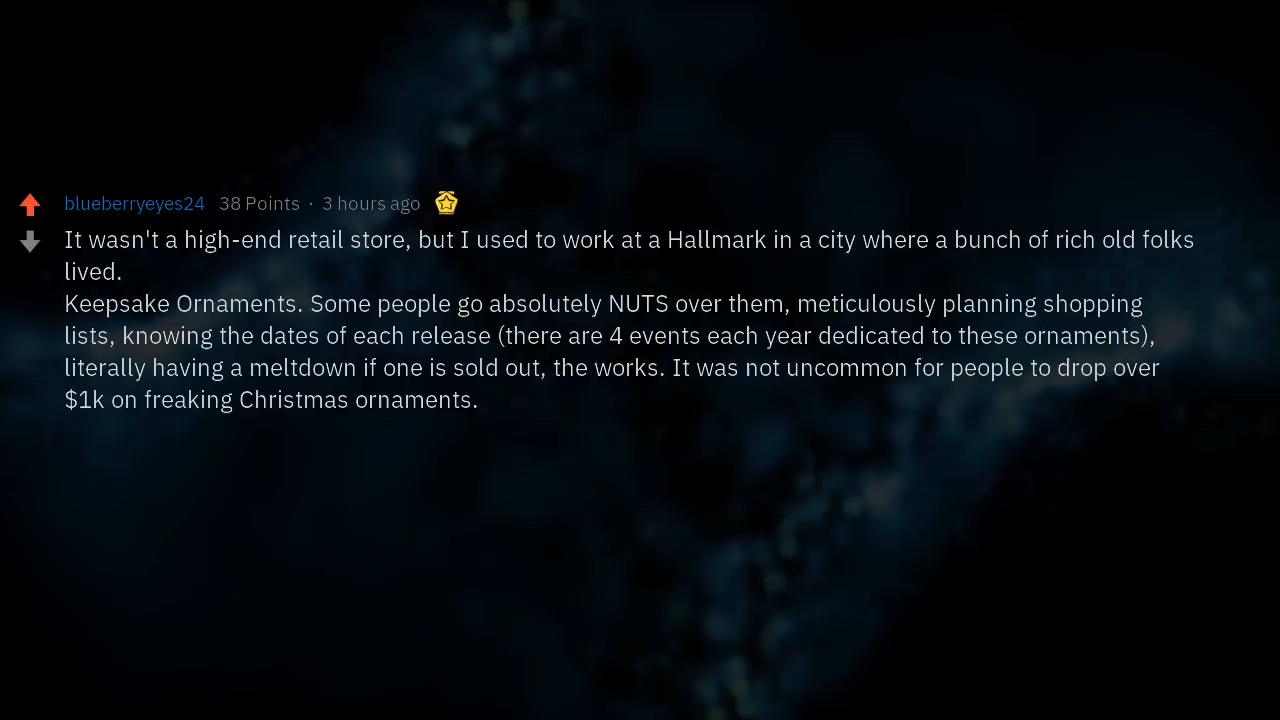 blueberryeyes24 38 Points · 3 hours ago
It wasn't a high-end retail store, but I used to work at a Hallmark in a city where a bunch of rich old folks
lived.
Keepsake Ornaments. Some people go absolutely NUTS over them, meticulously planning shopping
lists, knowing the dates of each release (there are 4 events each year dedicated to these ornaments),
literally having a meltdown if one is sold out, the works. It was not uncommon for people to drop over
$1k on freaking Christmas ornaments.